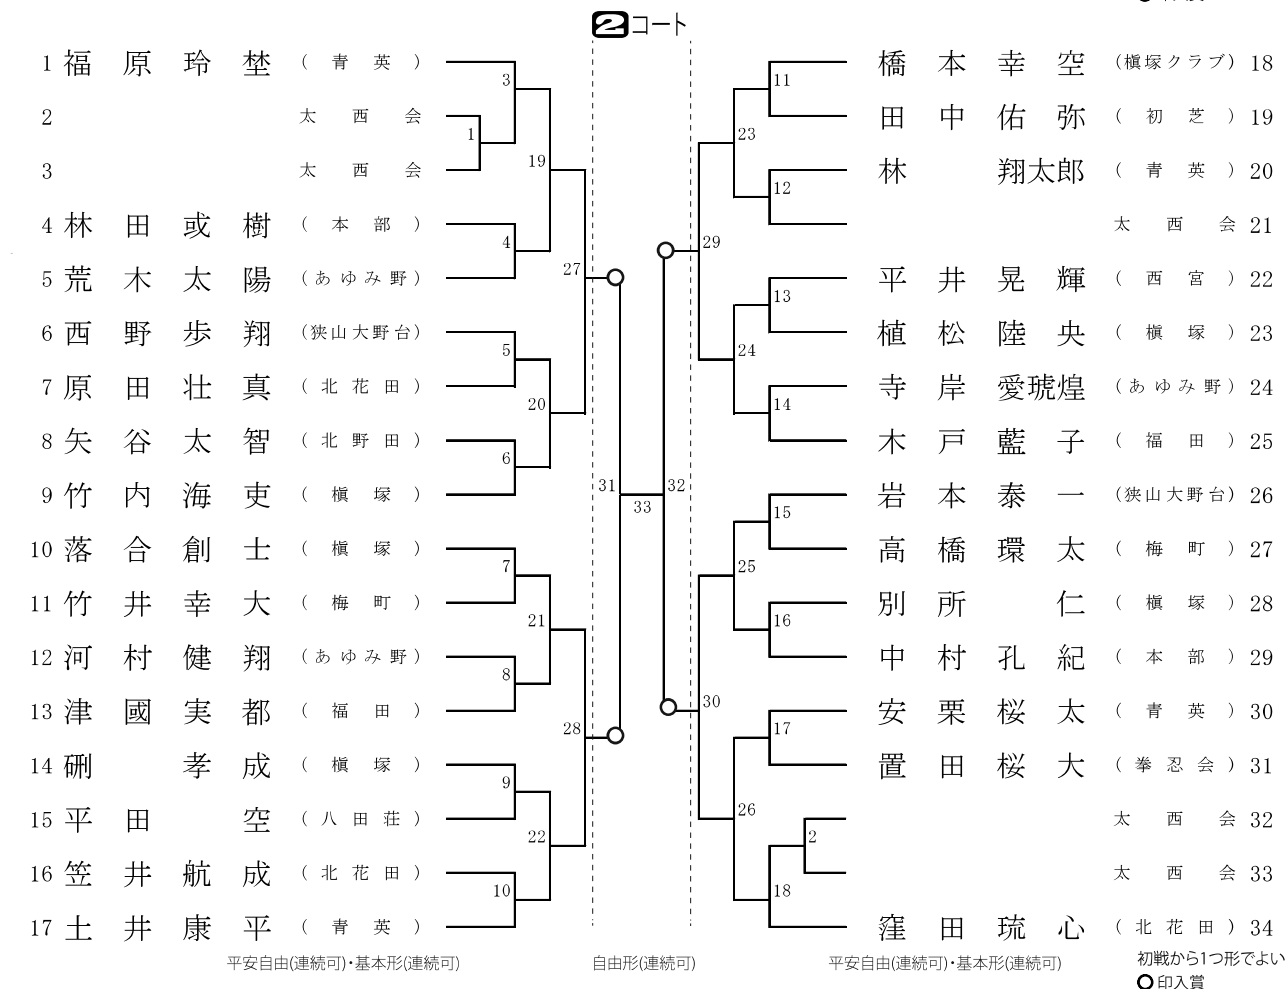 2コート
1 福原玲埜 （青英）
2 太西会
3 太西会
4 林田或樹 （本部）
5 荒木太陽 （あゆみ野）
6 西野歩翔 （狭山大野台）
7 原田壮真 （北花田）
8 矢谷太智 （北野田）
9 竹内海吏 （槇塚）
10 落合創士 （槇塚）
11 竹井幸大 （梅町）
12 河村健翔 （あゆみ野）
13 津國実都 （福田）
14 硎 孝成 （槇塚）
15 平田 空 （八田荘）
16 笠井航成 （北花田）
17 土井康平 （青英）
3
1
19
4
27
5
20
6
31
7
21
8
28
9
22
10
33
11
23
12
29
13
24
14
32
15
25
16
30
17
26
2
18
橋本幸空 （槇塚クラブ） 18
田中佑弥 （初芝） 19
林 翔太郎 （青英） 20
太西会 21
平井晃輝 （西宮） 22
植松陸央 （槇塚） 23
寺岸愛琥煌 （あゆみ野） 24
木戸藍子 （福田） 25
岩本泰一 （狭山大野台） 26
高橋環太 （梅町） 27
別所 仁 （槇塚） 28
中村孔紀 （本部） 29
安栗桜太 （青英） 30
置田桜大 （拳忍会） 31
太西会 32
太西会 33
窪田琉心 （北花田） 34
平安自由(連続可)・基本形(連続可)
自由形(連続可)
平安自由(連続可)・基本形(連続可)
初戦から1つ形でよい
○印入賞